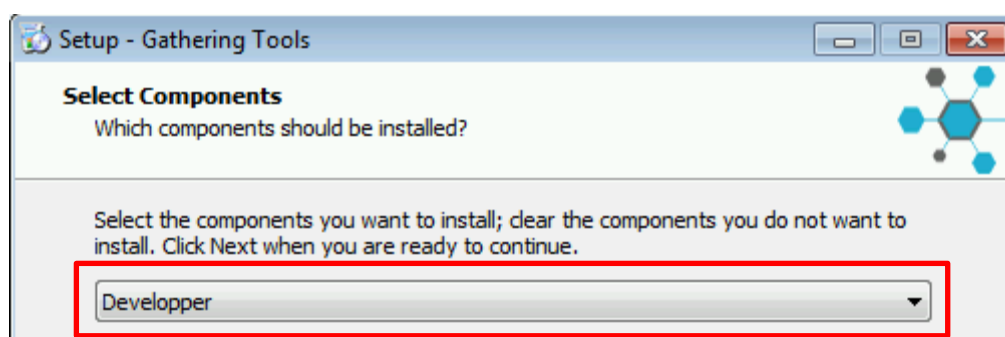 Setup - Gathering Tools
Select Components
Which components should be installed?
Select the components you want to install; clear the components you do not want to
install. Click Next when you are ready to continue.
Developper